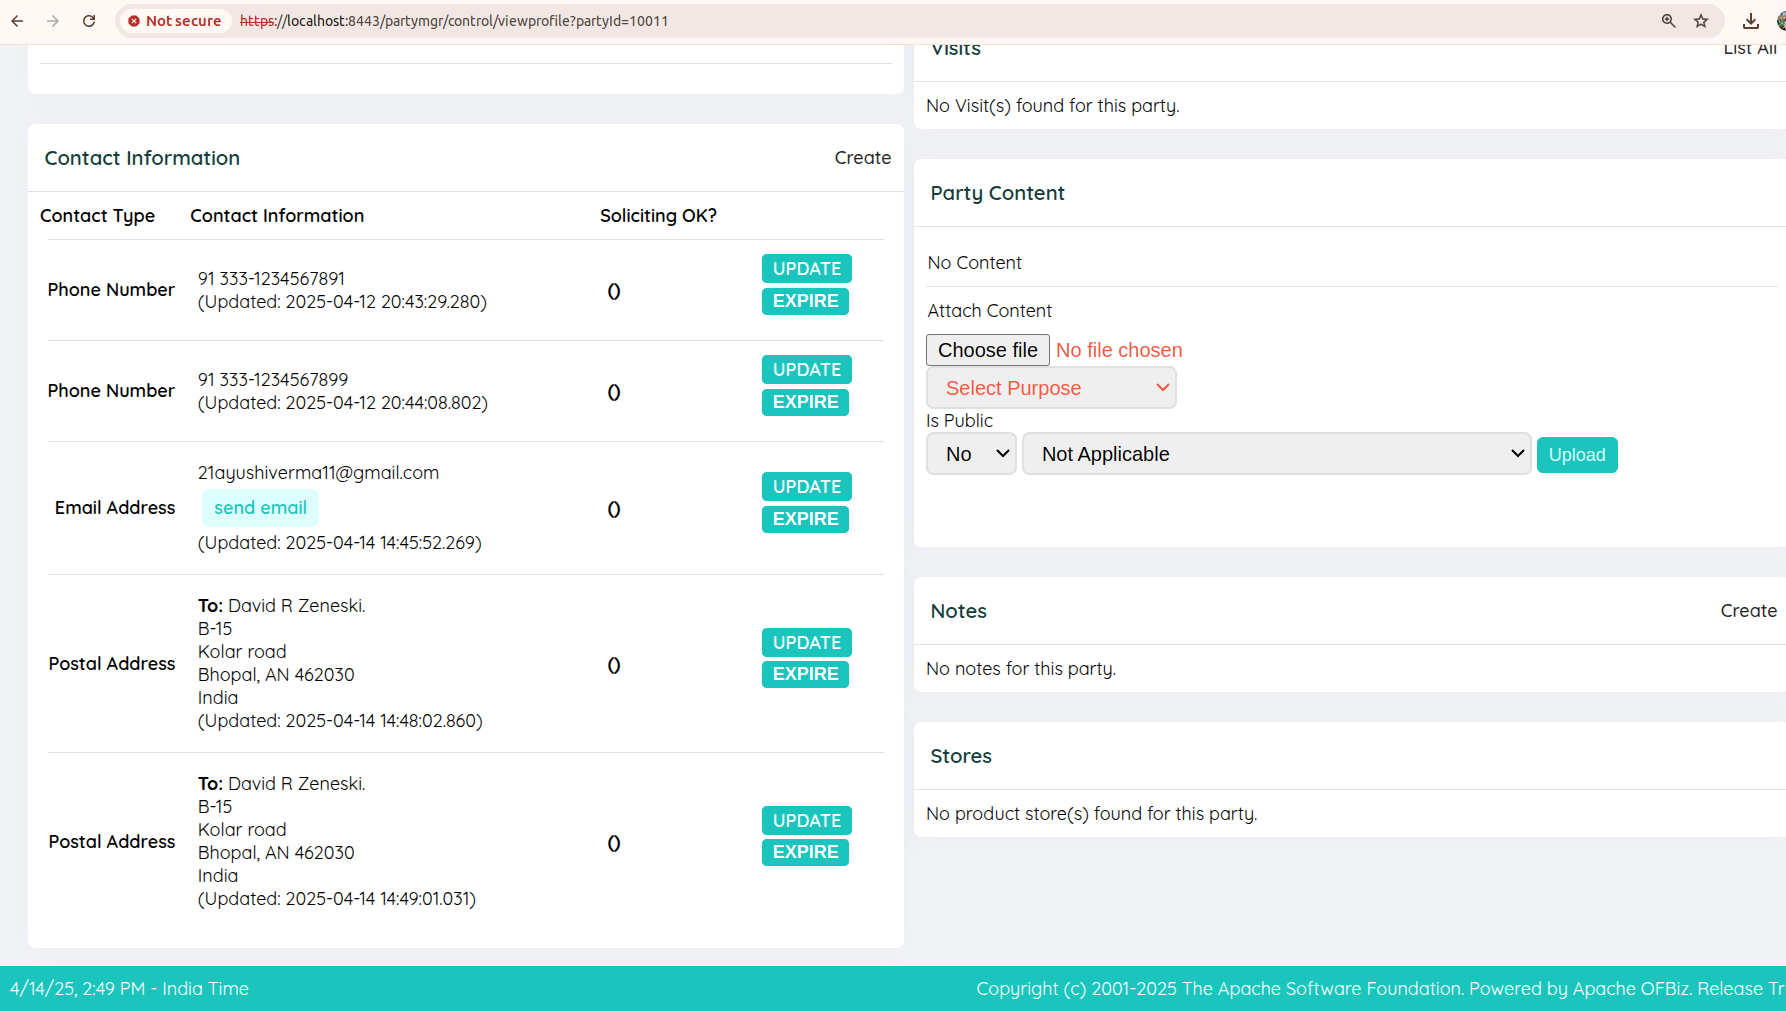 Not secure https://localhost:8443/partymgr/control/viewprofile?partyId=10011
Contact Information Create
Contact Type Contact Information Soliciting OK?
Phone Number
91 333-1234567891
(Updated: 2025-04-12 20:43:29.280)
()
UPDATE
EXPIRE
Phone Number
91 333-1234567899
(Updated: 2025-04-12 20:44:08.802)
()
UPDATE
EXPIRE
Email Address
21ayushiverma11@gmail.com
send email
(Updated: 2025-04-14 14:45:52.269)
()
UPDATE
EXPIRE
Postal Address
To: David R Zeneski.
B-15
Kolar road
Bhopal, AN 462030
India
(Updated: 2025-04-14 14:48:02.860)
()
UPDATE
EXPIRE
Postal Address
To: David R Zeneski.
B-15
Kolar road
Bhopal, AN 462030
India
(Updated: 2025-04-14 14:49:01.031)
()
UPDATE
EXPIRE
Visits List All
No Visit(s) found for this party.
Party Content
No Content
Attach Content
Choose file No file chosen
Select Purpose
Is Public
No Not Applicable Upload
Notes Create
No notes for this party.
Stores
No product store(s) found for this party.
4/14/25, 2:49 PM - India Time Copyright (c) 2001-2025 The Apache Software Foundation. Powered by Apache OFBiz. Release Tr